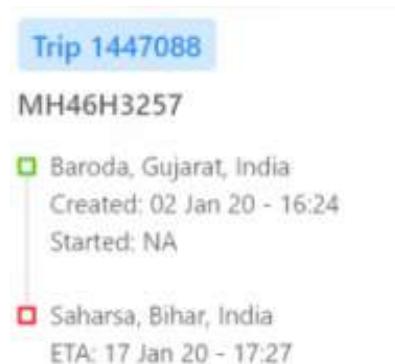 Trip 1447088
MH46H3257
Baroda, Gujarat, India
Created: 02 Jan 20 - 16:24
Started: NA
Saharsa, Bihar, India
ETA: 17 Jan 20 - 17:27